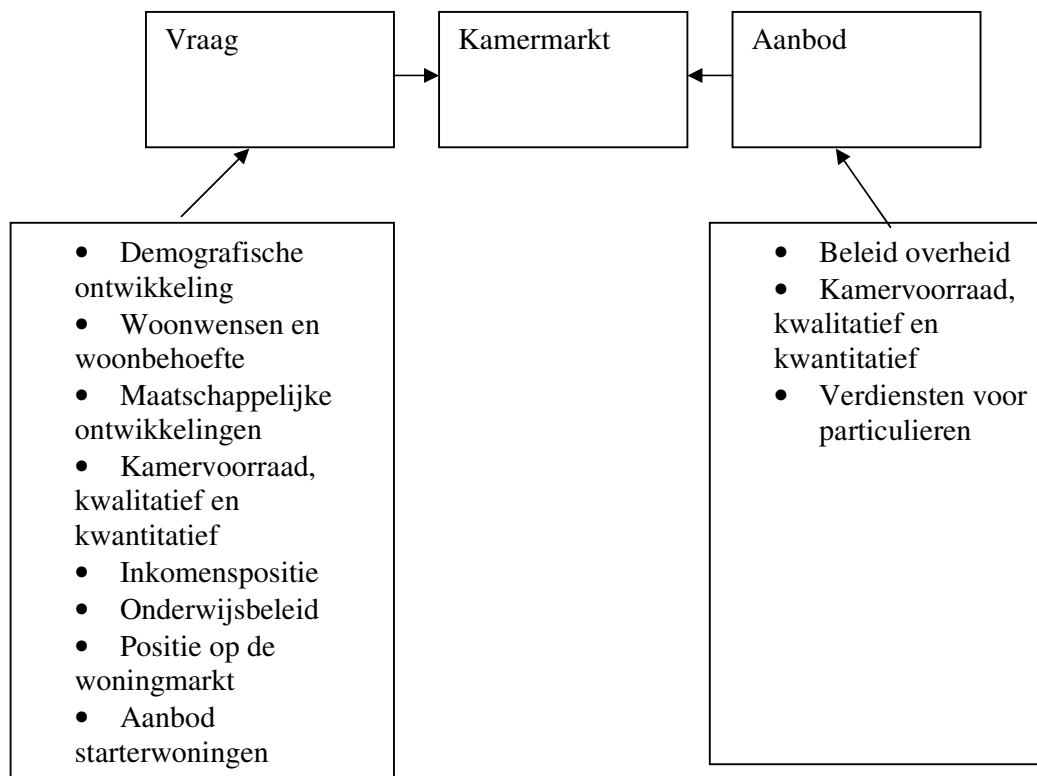 Vraag
Kamermarkt
Aanbod
• Demografische
ontwikkeling
• Woonwensen en
woonbehoefte
• Maatschappelijke
ontwikkelingen
• Kamervoorraad,
kwalitatief en
kwantitatief
• Inkomenspositie
• Onderwijsbeleid
• Positie op de
woningmarkt
• Aanbod
starterwoningen
• Beleid overheid
• Kamervoorraad,
kwalitatief en
kwantitatief
• Verdiensten voor
particulieren